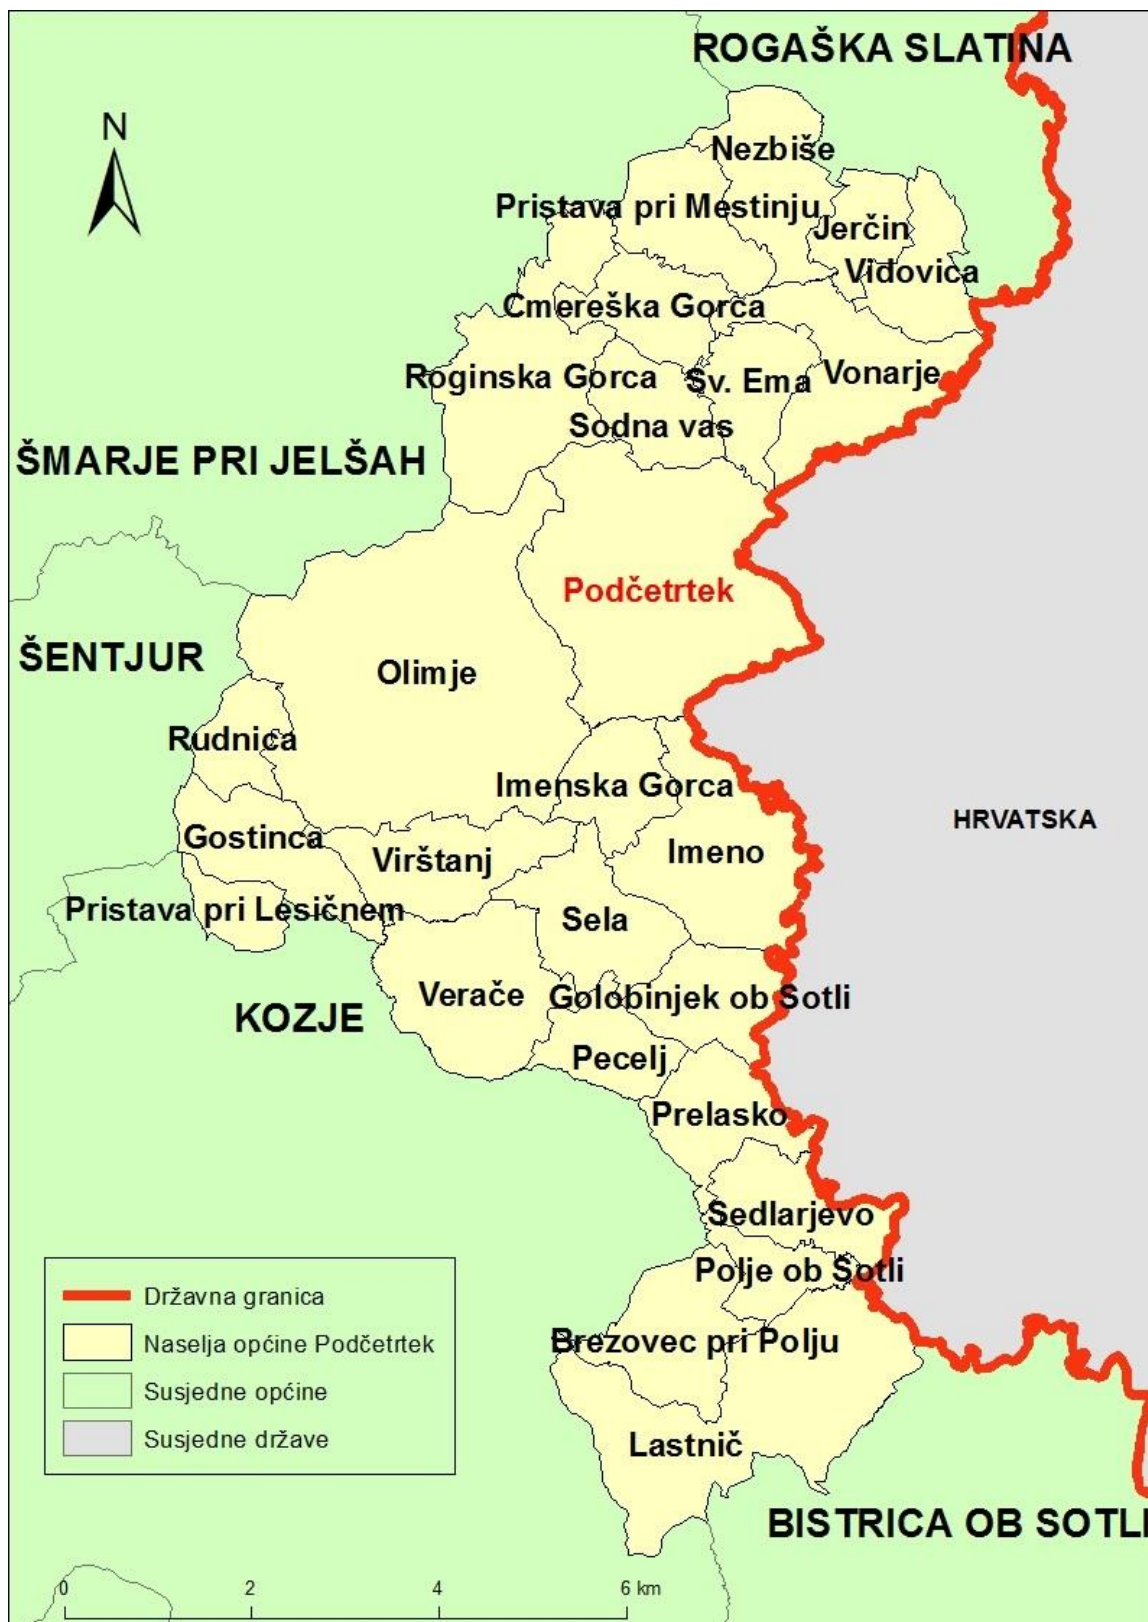 ROGAŠKA SLATINA
N
Nezbiše
Pristava pri Mestinju
Jerčin
Vidovica
Cmereška Gorca
Roginska Gorca
Sv. Ema
Vonarje
Sodna vas
ŠMARJE PRI JELŠAH
Podčetrtek
ŠENTJUR
Olimje
Rudnica
Imenska Gorca
HRVATSKA
Gostinca
Virštanj
Imeno
Pristava pri Lesičnem
Sela
Verače
Golobinjek ob Sotli
KOZJE
Pecelj
Prelasko
Sedlarjevo
Polje ob Sotli
Brezovec pri Polju
Lastnič
Državna granica
Naselja općine Podčetrtek
Susjedne općine
Susjedne države
BISTRICA OB SOTLI
0 2 4 6 km